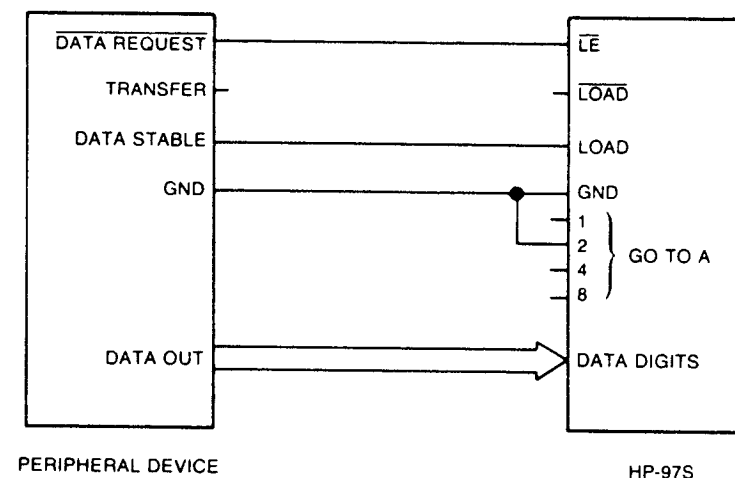 DATA REQUEST
LE
TRANSFER
LOAD
DATA STABLE
LOAD
GND
GND
1
2
4
8
GO TO A
DATA OUT
DATA DIGITS
PERIPHERAL DEVICE
HP-97S